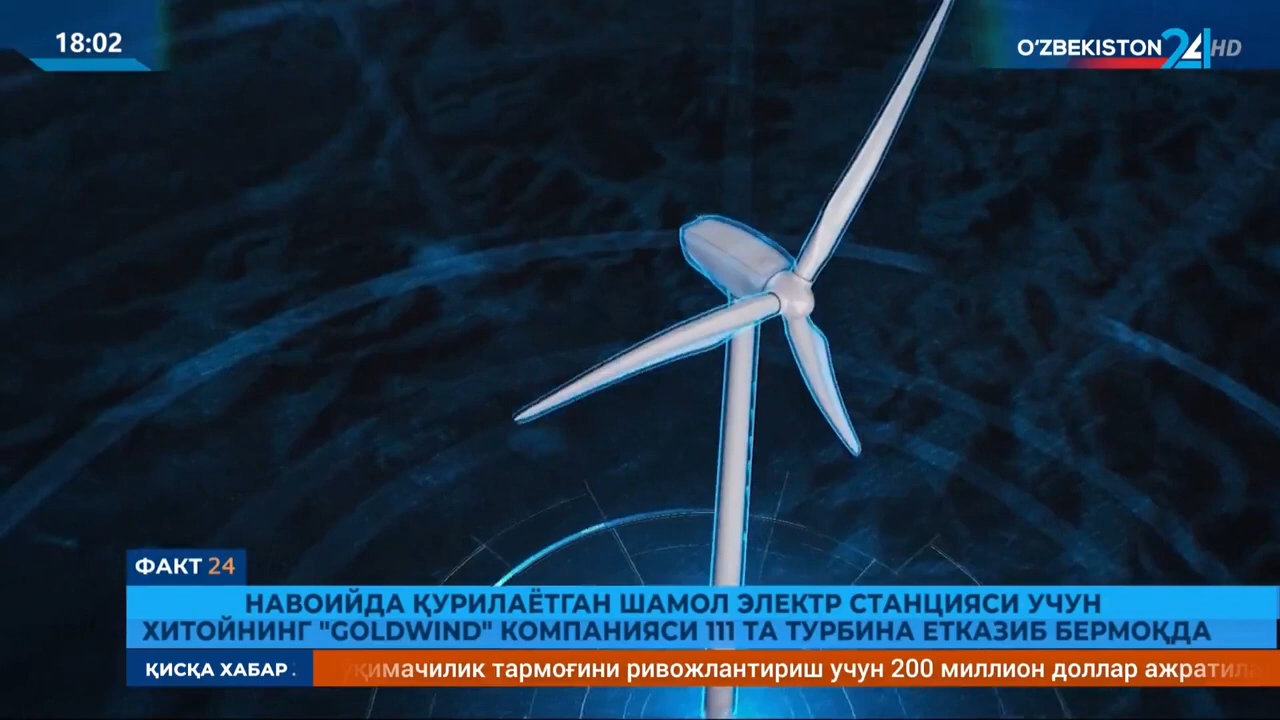 18:02
O‘ZBEKISTON 24 HD
ФАКТ 24
НАВОИЙДА ҚУРИЛАЁТГАН ШАМОЛ ЭЛЕКТР СТАНЦИЯСИ УЧУН
ХИТОЙНИНГ "GOLDWIND" КОМПАНИЯСИ 111 ТА ТУРБИНА ЕТКАЗИБ БЕРМОҚДА
ҚИСҚА ХАБАР
тармоғини ривожлантириш учун 200 миллион доллар